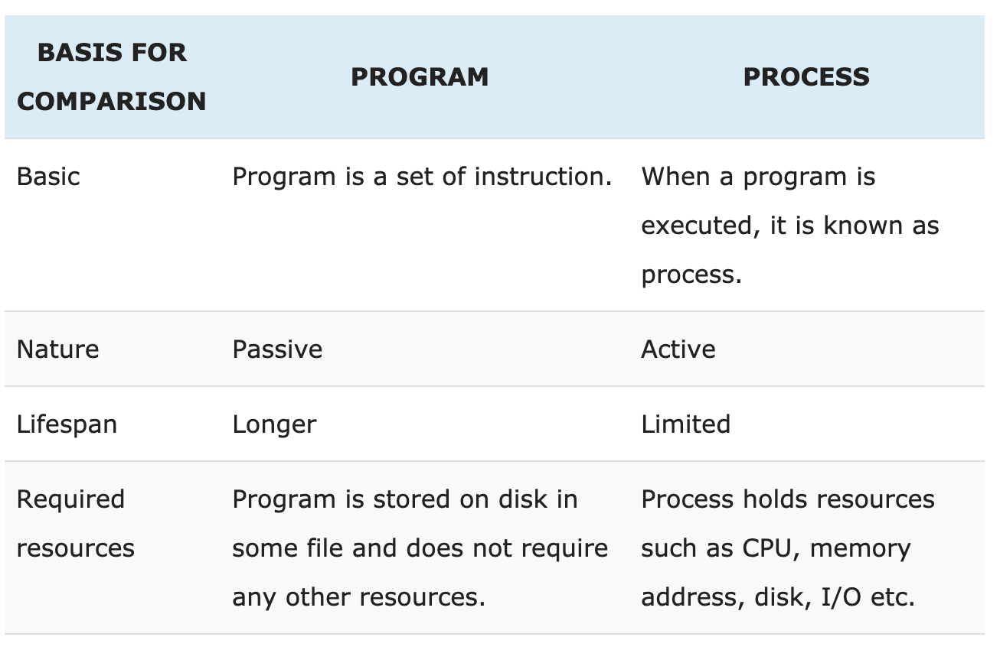 BASIS FOR
COMPARISON
PROGRAM
PROCESS
Basic
Program is a set of instruction.
When a program is
executed, it is known as
process.
Nature
Passive
Active
Lifespan
Longer
Limited
Required
resources
Program is stored on disk in
some file and does not require
any other resources.
Process holds resources
such as CPU, memory
address, disk, I/O etc.